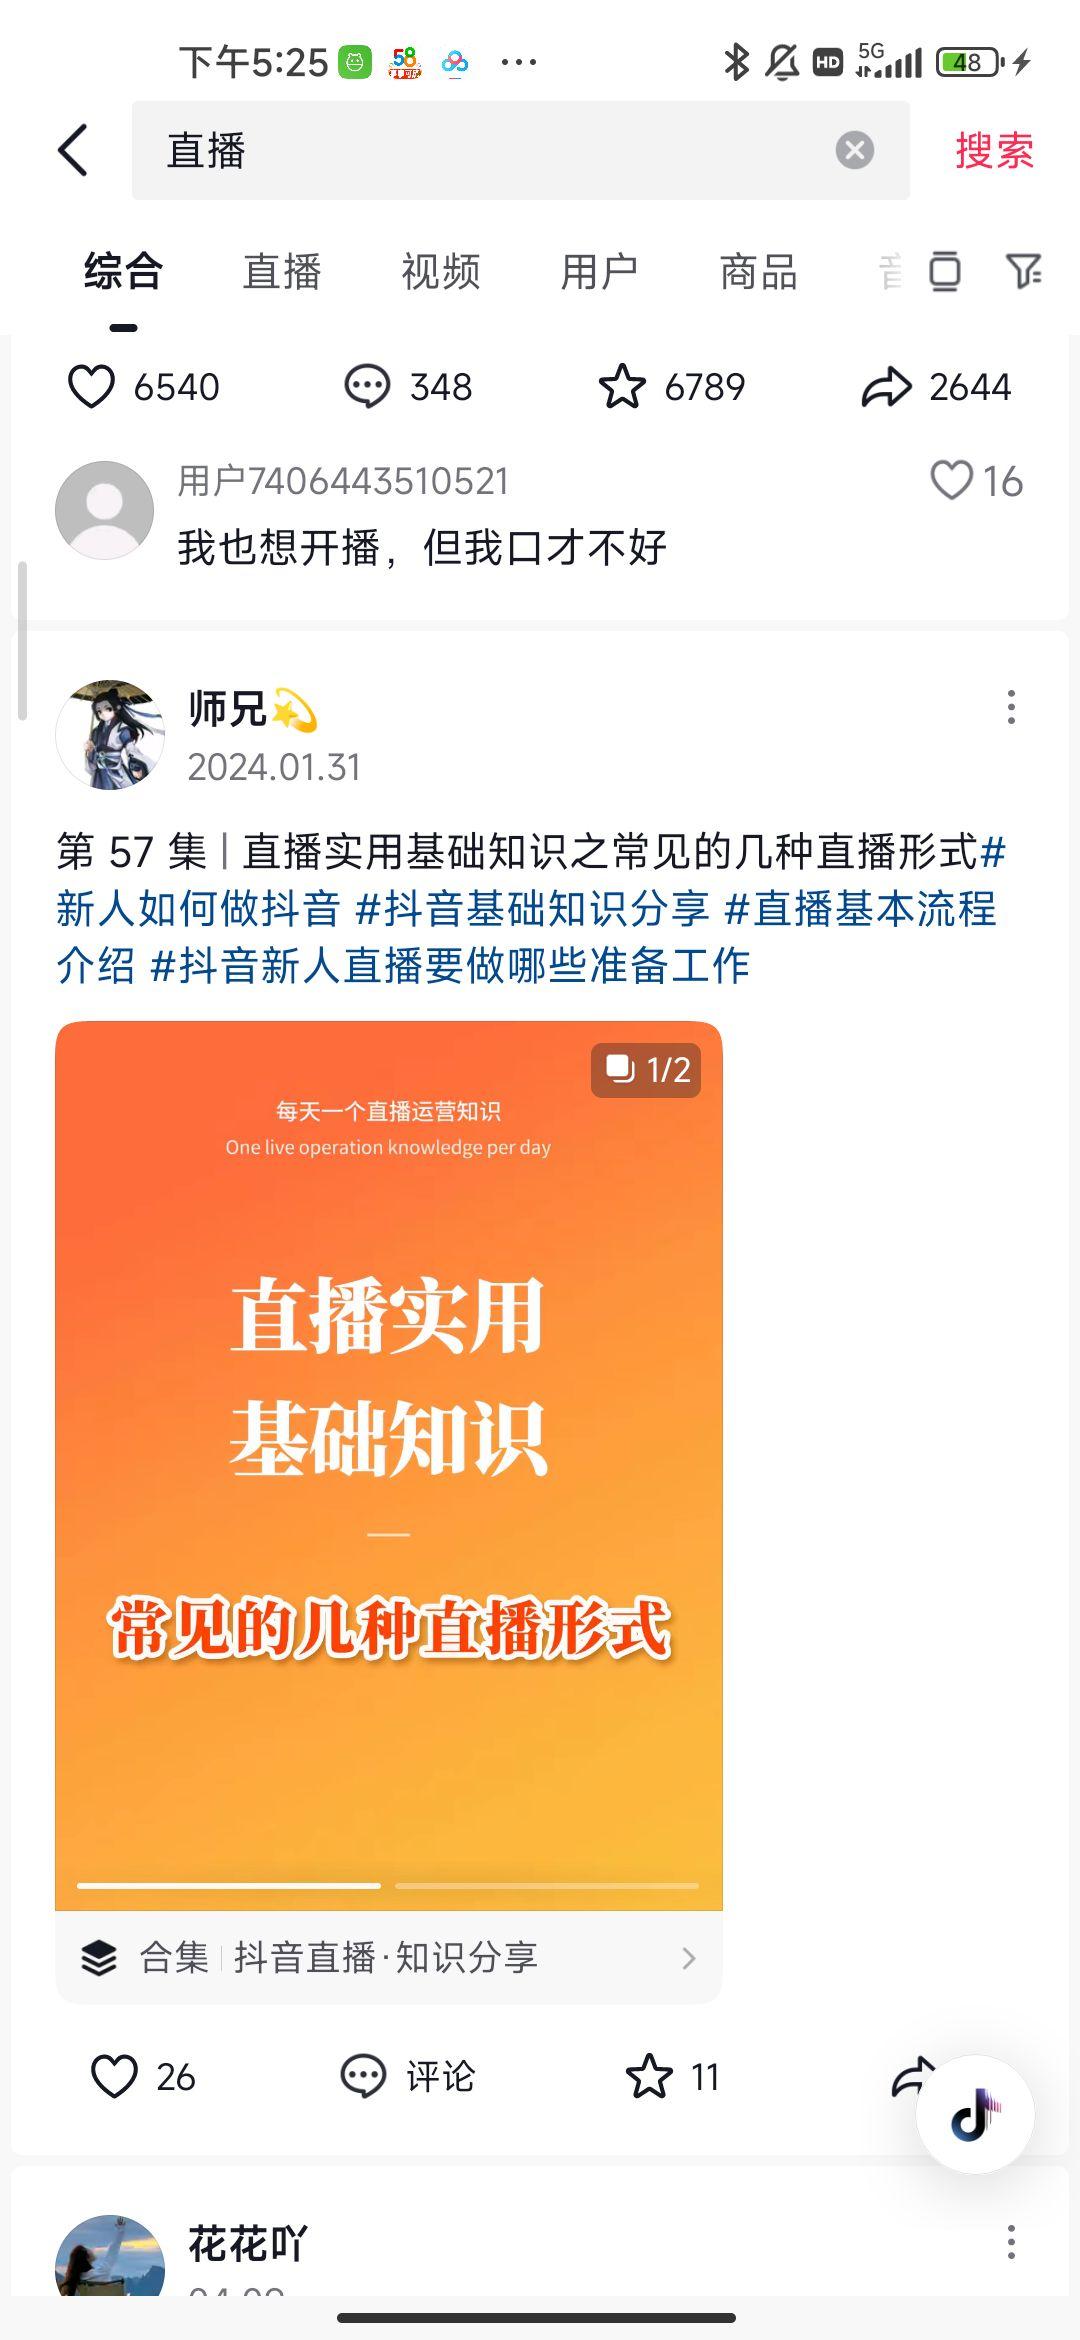 下午5:25
HD
5G
48
直播
搜索
综合
直播
视频
用户
商品
6540
348
6789
2644
用户7406443510521
16
我也想开播，但我口才不好
师兄
2024.01.31
第 57 集 | 直播实用基础知识之常见的几种直播形式#
新人如何做抖音 #抖音基础知识分享 #直播基本流程
介绍 #抖音新人直播要做哪些准备工作
1/2
每天一个直播运营知识
One live operation knowledge per day
直播实用
基础知识
常见的几种直播形式
合集 | 抖音直播·知识分享
26
评论
11
花花吖